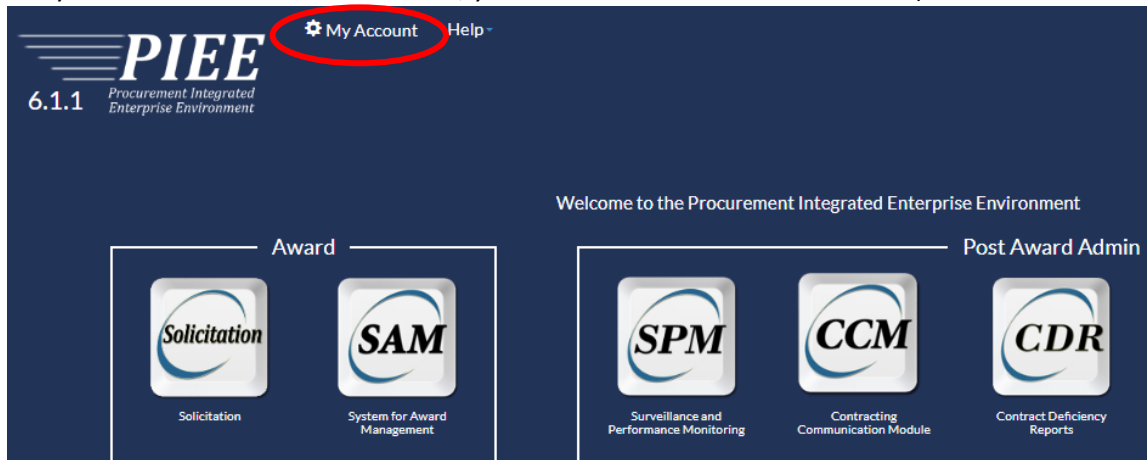 My Account Help
PIEE
6.1.1 Procurement Integrated
Enterprise Environment
Welcome to the Procurement Integrated Enterprise Environment
Award
Post Award Admin
Solicitation
SAM
SPM
CCM
CDR
Solicitation
System for Award
Management
Surveillance and
Performance Monitoring
Contracting
Communication Module
Contract Deficiency
Reports